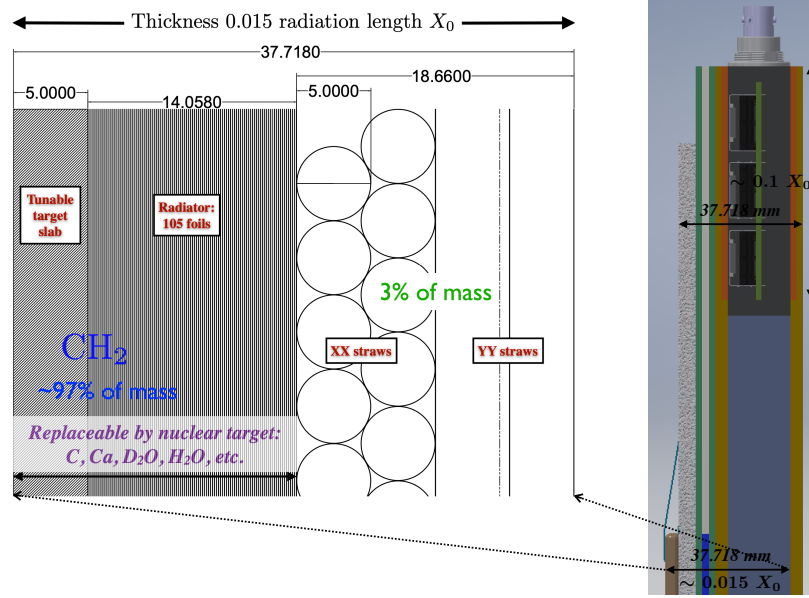 Thickness 0.015 radiation length X₀
37.7180
18.6600
5.0000
14.0580
5.0000
Tunable
target
slab
Radiator:
105 foils
3% of mass
CH₂
~97% of mass
XX straws
YY straws
Replaceable by nuclear target:
C, Ca, D₂O, H₂O, etc.
~ 0.1 X₀
37.718 mm
37.718 mm
~ 0.015 X₀